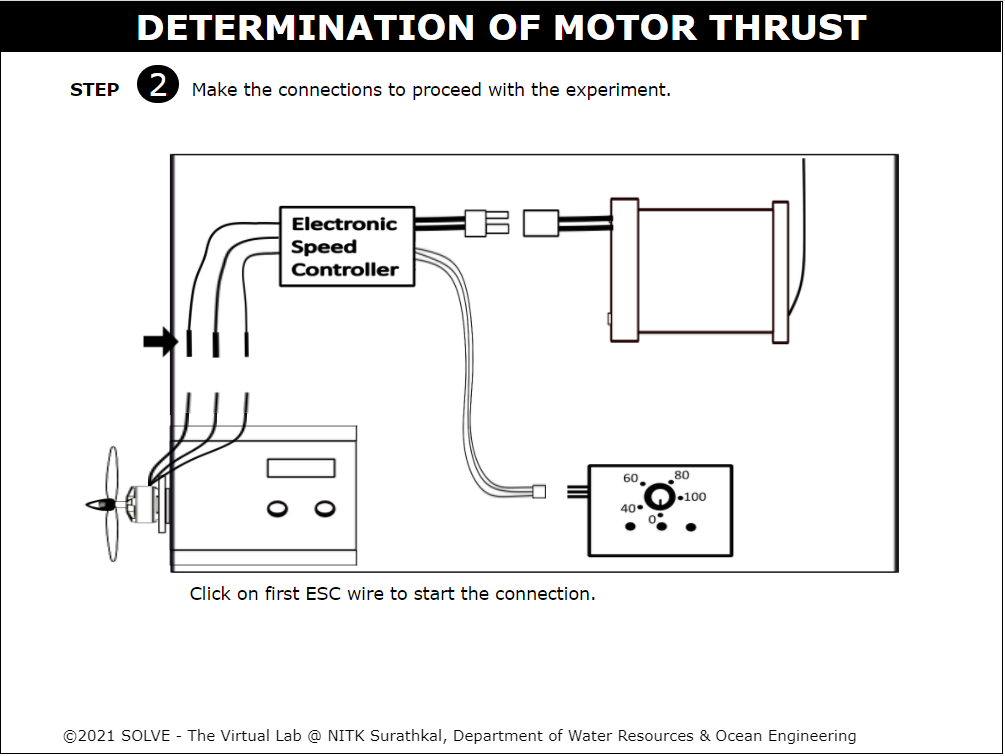 DETERMINATION OF MOTOR THRUST
STEP 2 Make the connections to proceed with the experiment.
Electronic
Speed
Controller
60 80
100
40
0
Click on first ESC wire to start the connection.
©2021 SOLVE - The Virtual Lab @ NITK Surathkal, Department of Water Resources & Ocean Engineering